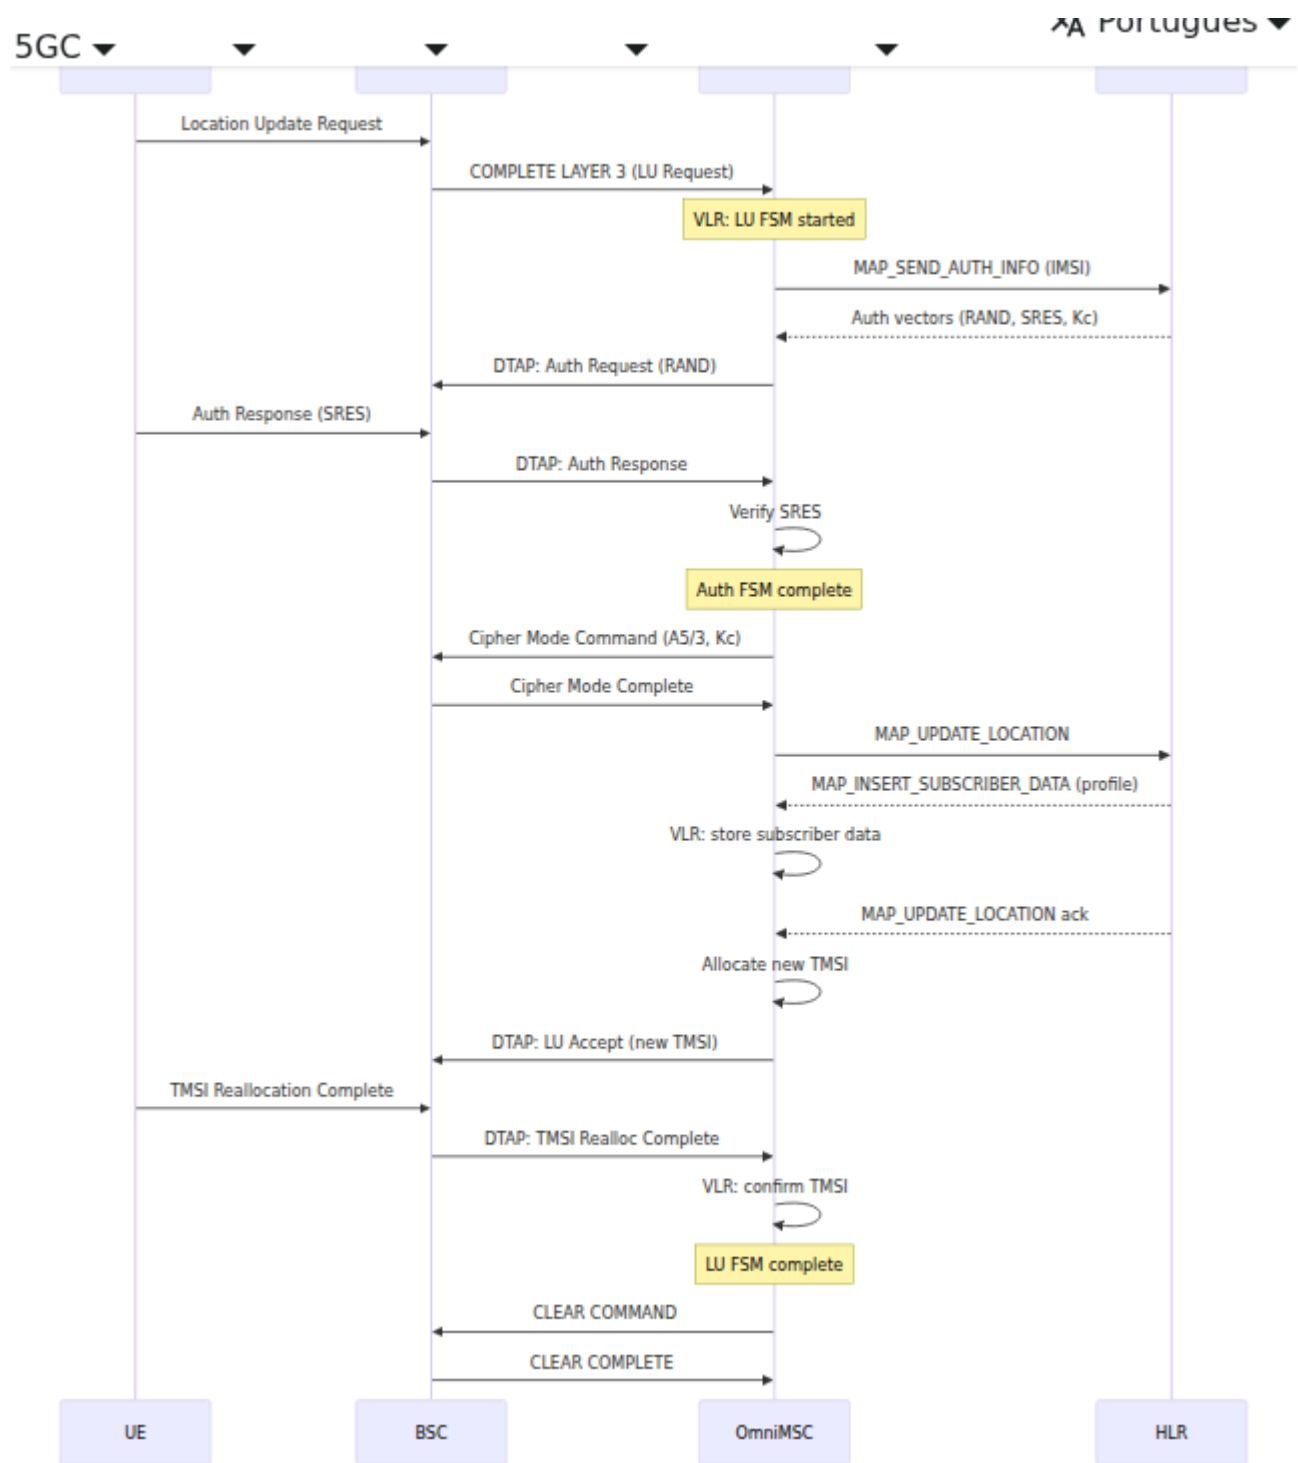 Português
5GC
Location Update Request
COMPLETE LAYER 3 (LU Request)
VLR: LU FSM started
MAP_SEND_AUTH_INFO (IMSI)
Auth vectors (RAND, SRES, Kc)
DTAP: Auth Request (RAND)
Auth Response (SRES)
DTAP: Auth Response
Verify SRES
Auth FSM complete
Cipher Mode Command (A5/3, Kc)
Cipher Mode Complete
MAP_UPDATE_LOCATION
MAP_INSERT_SUBSCRIBER_DATA (profile)
VLR: store subscriber data
MAP_UPDATE_LOCATION ack
Allocate new TMSI
DTAP: LU Accept (new TMSI)
TMSI Reallocation Complete
DTAP: TMSI Realloc Complete
VLR: confirm TMSI
LU FSM complete
CLEAR COMMAND
CLEAR COMPLETE
UE BSC OmniMSC HLR